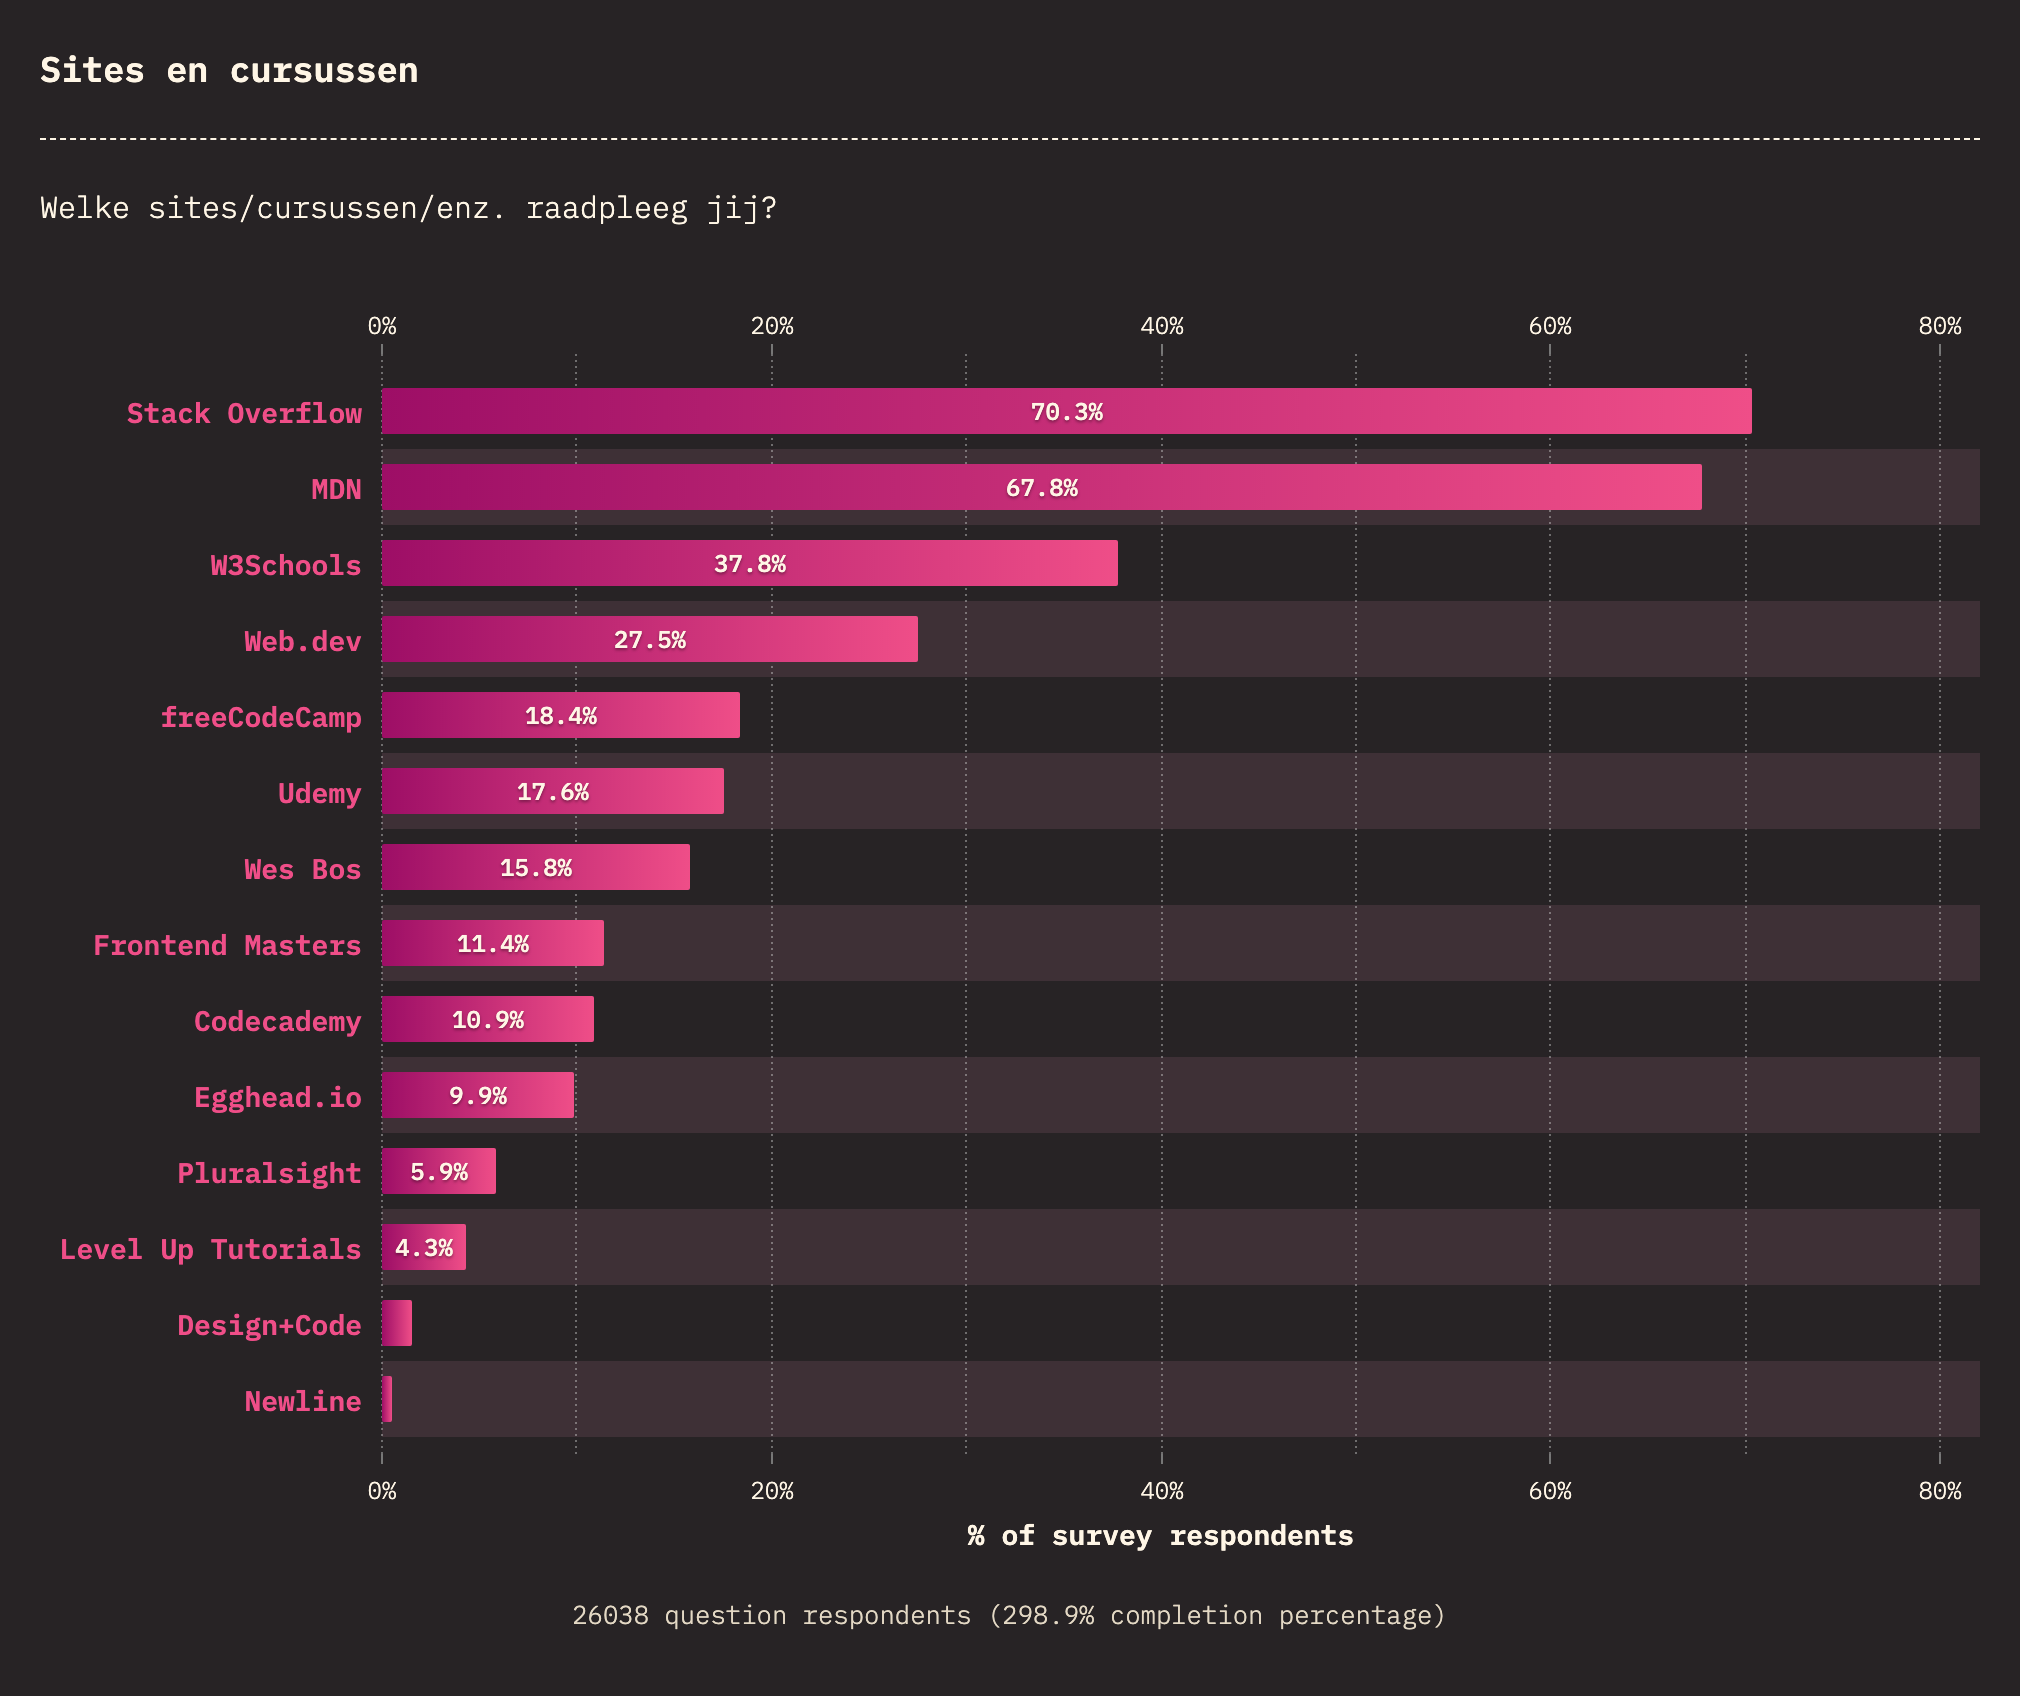 Sites en cursussen
Welke sites/cursussen/enz. raadpleeg jij?
0% 20% 40% 60% 80%
Stack Overflow 70.3%
MDN 67.8%
W3Schools 37.8%
Web.dev 27.5%
freeCodeCamp 18.4%
Udemy 17.6%
Wes Bos 15.8%
Frontend Masters 11.4%
Codecademy 10.9%
Egghead.io 9.9%
Pluralsight 5.9%
Level Up Tutorials 4.3%
Design+Code
Newline
0% 20% 40% 60% 80%
% of survey respondents
26038 question respondents (298.9% completion percentage)